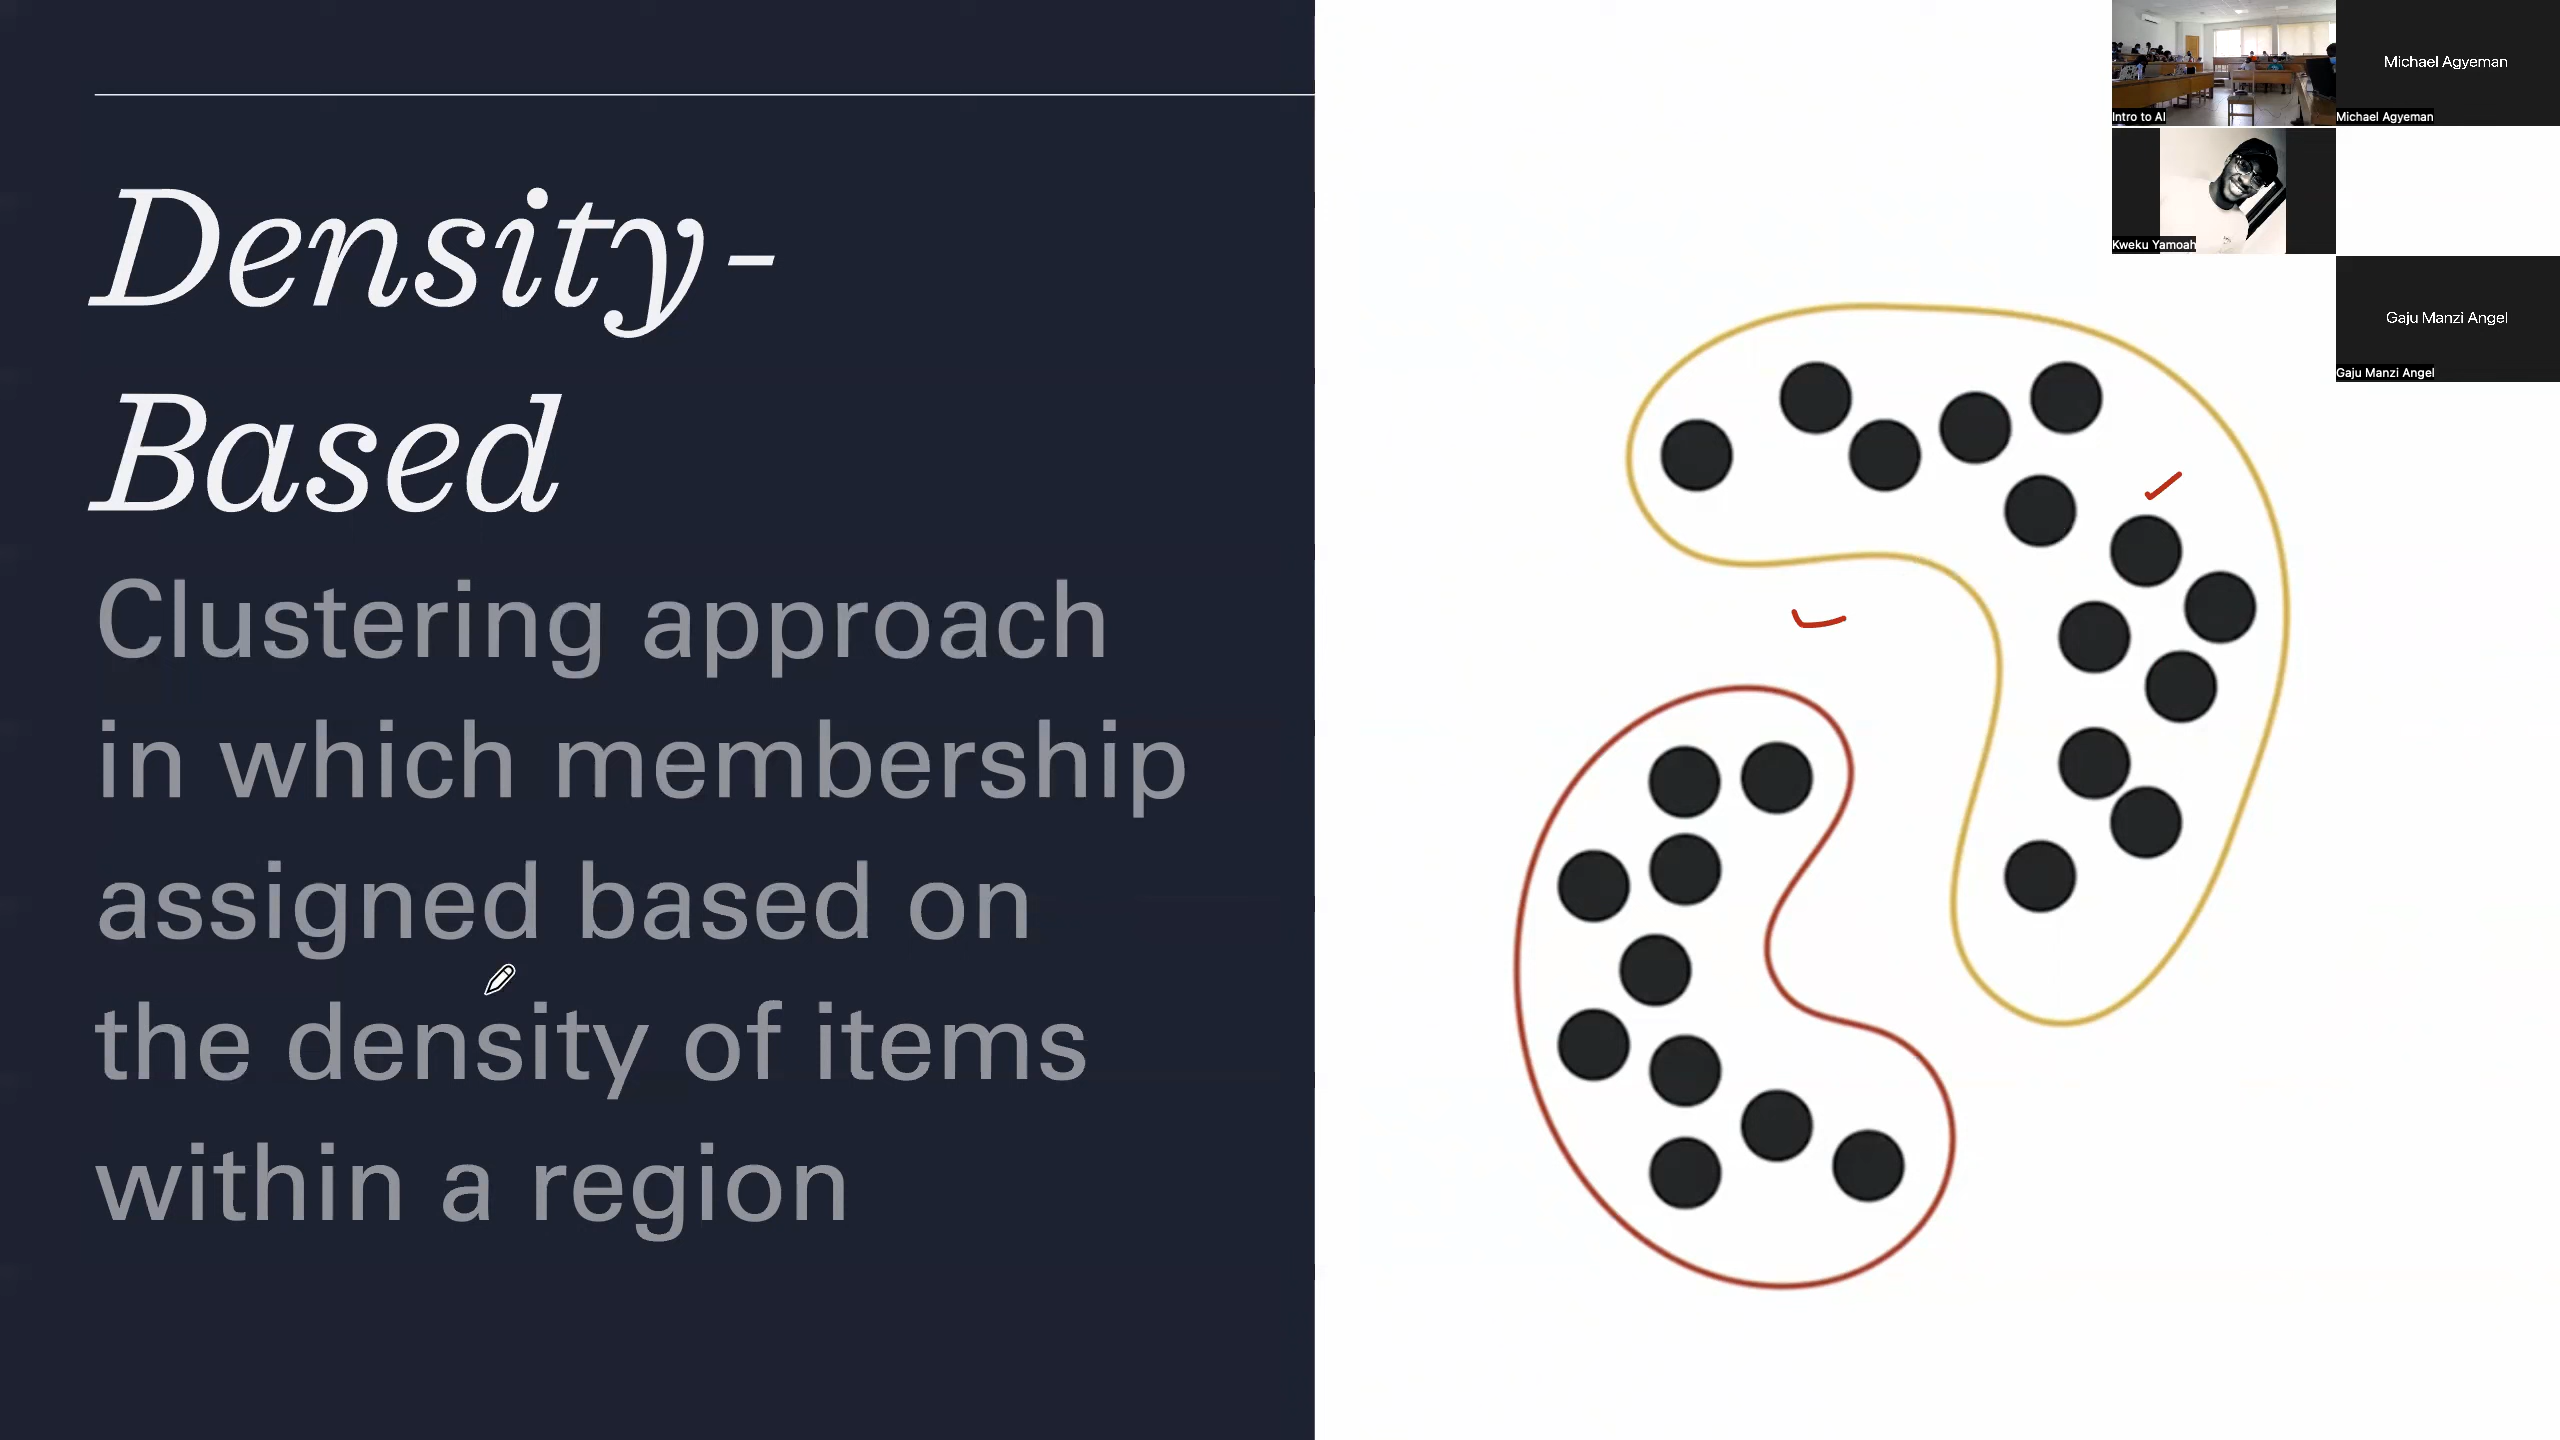 Density-
Based
Clustering approach
in which membership
assigned based on
the density of items
within a region
Intro to AI
Michael Agyeman
Michael Agyeman
Kweku Yamoah
Gaju Manzi Angel
Gaju Manzi Angel